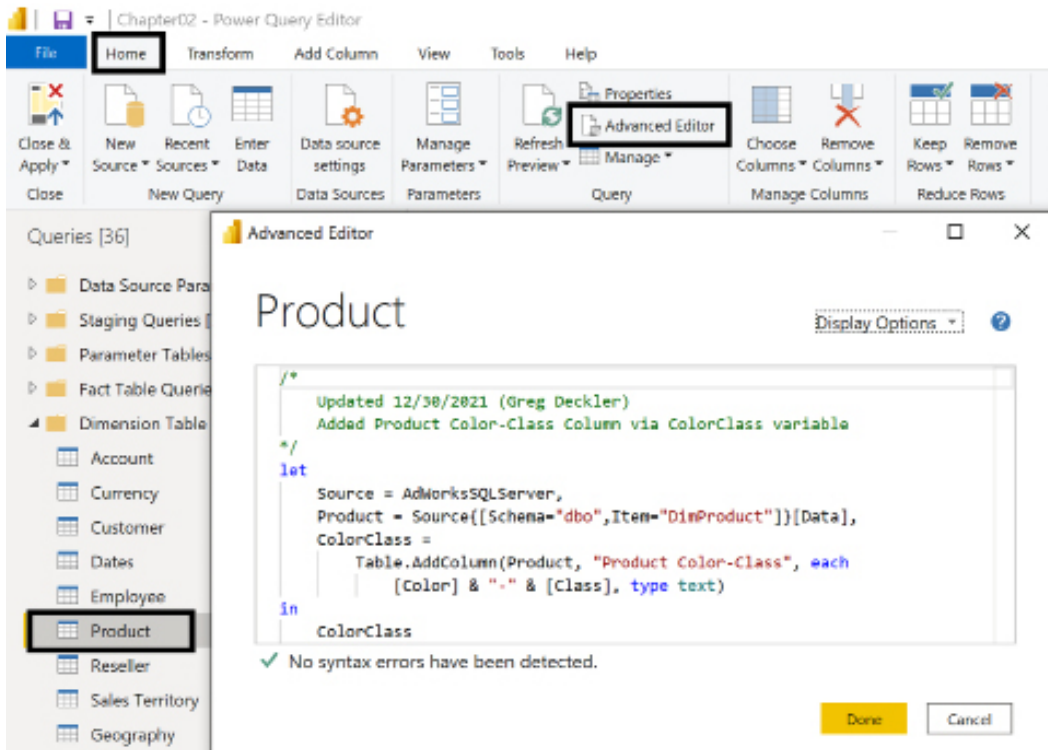 Chapter02 - Power Query Editor
File Home Transform Add Column View Tools Help
Close & Apply
New Source
Recent Sources
Enter Data
Data source settings
Manage Parameters
Refresh Preview
Properties
Advanced Editor
Manage
Choose Columns
Remove Columns
Keep Rows
Remove Rows
Close New Query Data Sources Parameters Query Manage Columns Reduce Rows
Queries [36]
Data Source Para
Staging Queries [
Parameter Tables
Fact Table Querie
Dimension Table
Account
Currency
Customer
Dates
Employee
Product
Reseller
Sales Territory
Geography
Advanced Editor
Product
Display Options
?
/*
Updated 12/30/2021 (Greg Deckler)
Added Product Color-Class Column via ColorClass variable
*/
let
Source = AdWorksSQLServer,
Product = Source{[Schema="dbo",Item="DimProduct"]}[Data],
ColorClass =
Table.AddColumn(Product, "Product Color-Class", each
[Color] & "-" & [Class], type text)
in
ColorClass
No syntax errors have been detected.
Done Cancel